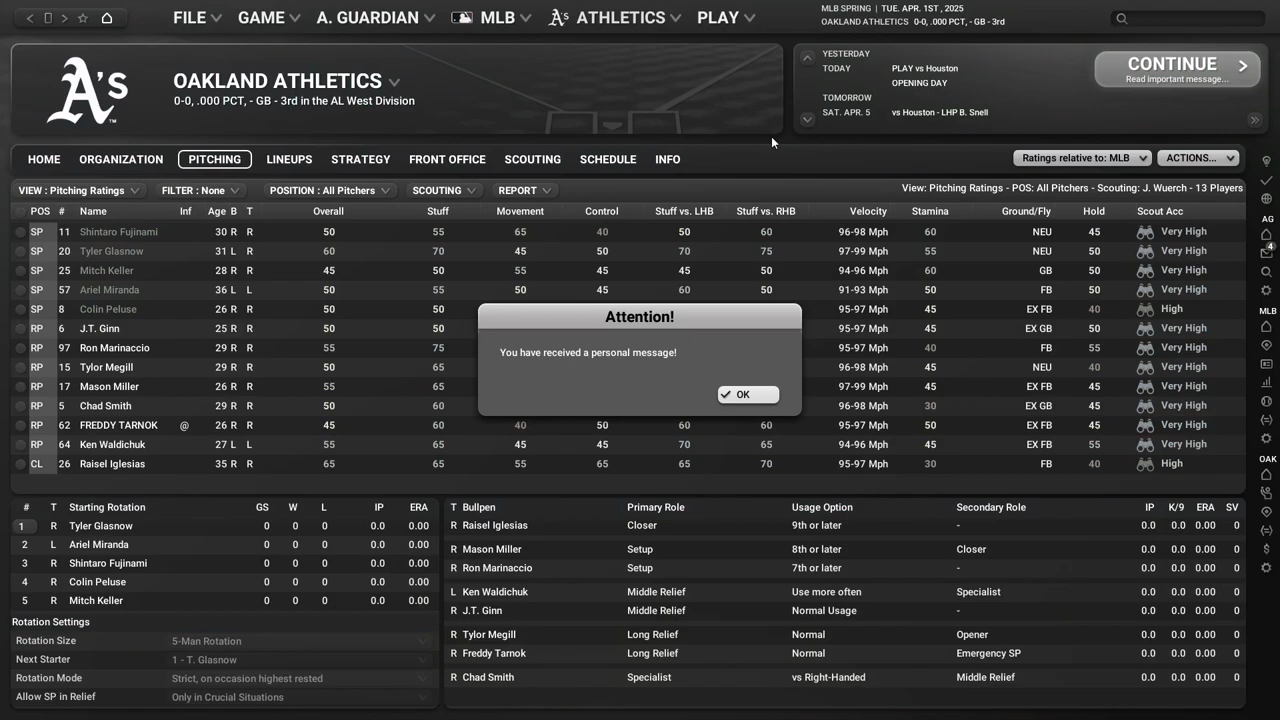 FILE GAME A. GUARDIAN MLB A's ATHLETICS PLAY
MLB SPRING | TUE. APR. 1ST , 2025
OAKLAND ATHLETICS 0-0, .000 PCT, - GB - 3rd
A's
OAKLAND ATHLETICS
0-0, .000 PCT, - GB - 3rd in the AL West Division
YESTERDAY
TODAY PLAY vs Houston
OPENING DAY
TOMORROW
SAT. APR. 5 vs Houston - LHP B. Snell
CONTINUE
Read important message...
HOME ORGANIZATION PITCHING LINEUPS STRATEGY FRONT OFFICE SCOUTING SCHEDULE INFO
Ratings relative to: MLB ACTIONS...
VIEW : Pitching Ratings FILTER : None POSITION : All Pitchers SCOUTING REPORT
View: Pitching Ratings - POS: All Pitchers - Scouting: J. Wuerch - 13 Players
POS # Name Inf Age B T Overall Stuff Movement Control Stuff vs. LHB Stuff vs. RHB Velocity Stamina Ground/Fly Hold Scout Acc
SP 11 Shintaro Fujinami 30 R R 50 55 65 40 50 60 96-98 Mph 60 NEU 45 Very High
SP 20 Tyler Glasnow 31 L R 60 70 45 50 70 75 97-99 Mph 55 NEU 50 Very High
SP 25 Mitch Keller 28 R R 45 50 55 45 45 50 94-96 Mph 60 GB 50 Very High
SP 57 Ariel Miranda 36 L L 50 55 50 45 60 50 91-93 Mph 50 FB 50 Very High
SP 8 Colin Peluse 26 R R 50 50 95-97 Mph 45 EX FB 40 High
RP 6 J.T. Ginn 25 R R 50 50 95-97 Mph 45 EX GB 50 Very High
RP 97 Ron Marinaccio 29 R R 55 75 95-97 Mph 40 FB 55 Very High
RP 15 Tylor Megill 29 R R 50 65 96-98 Mph 45 NEU 40 Very High
RP 17 Mason Miller 26 R R 55 65 97-99 Mph 45 EX FB 45 Very High
RP 5 Chad Smith 29 R R 50 60 96-98 Mph 30 EX GB 45 Very High
RP 62 FREDDY TARNOK @ 26 R R 45 60 40 45 60 60 95-97 Mph 50 EX FB 45 Very High
RP 64 Ken Waldichuk 27 L L 55 65 45 50 70 65 94-96 Mph 45 EX FB 55 Very High
CL 26 Raisel Iglesias 35 R R 65 65 55 65 65 70 95-97 Mph 30 FB 40 High
Attention!
You have received a personal message!
OK
# T Starting Rotation GS W L IP ERA
1 R Tyler Glasnow 0 0 0 0.0 0.00
2 L Ariel Miranda 0 0 0 0.0 0.00
3 R Shintaro Fujinami 0 0 0 0.0 0.00
4 R Colin Peluse 0 0 0 0.0 0.00
5 R Mitch Keller 0 0 0 0.0 0.00
Rotation Settings
Rotation Size 5-Man Rotation
Next Starter 1 - T. Glasnow
Rotation Mode Strict, on occasion highest rested
Allow SP in Relief Only in Crucial Situations
T Bullpen Primary Role Usage Option Secondary Role IP K/9 ERA SV
R Raisel Iglesias Closer 9th or later - 0.0 0.0 0.00 0
R Mason Miller Setup 8th or later Closer 0.0 0.0 0.00 0
R Ron Marinaccio Setup 7th or later - 0.0 0.0 0.00 0
L Ken Waldichuk Middle Relief Use more often Specialist 0.0 0.0 0.00 0
R J.T. Ginn Middle Relief Normal Usage - 0.0 0.0 0.00 0
R Tylor Megill Long Relief Normal Opener 0.0 0.0 0.00 0
R Freddy Tarnok Long Relief Normal Emergency SP 0.0 0.0 0.00 0
R Chad Smith Specialist vs Right-Handed Middle Relief 0.0 0.0 0.00 0
AG
4
MLB
OAK